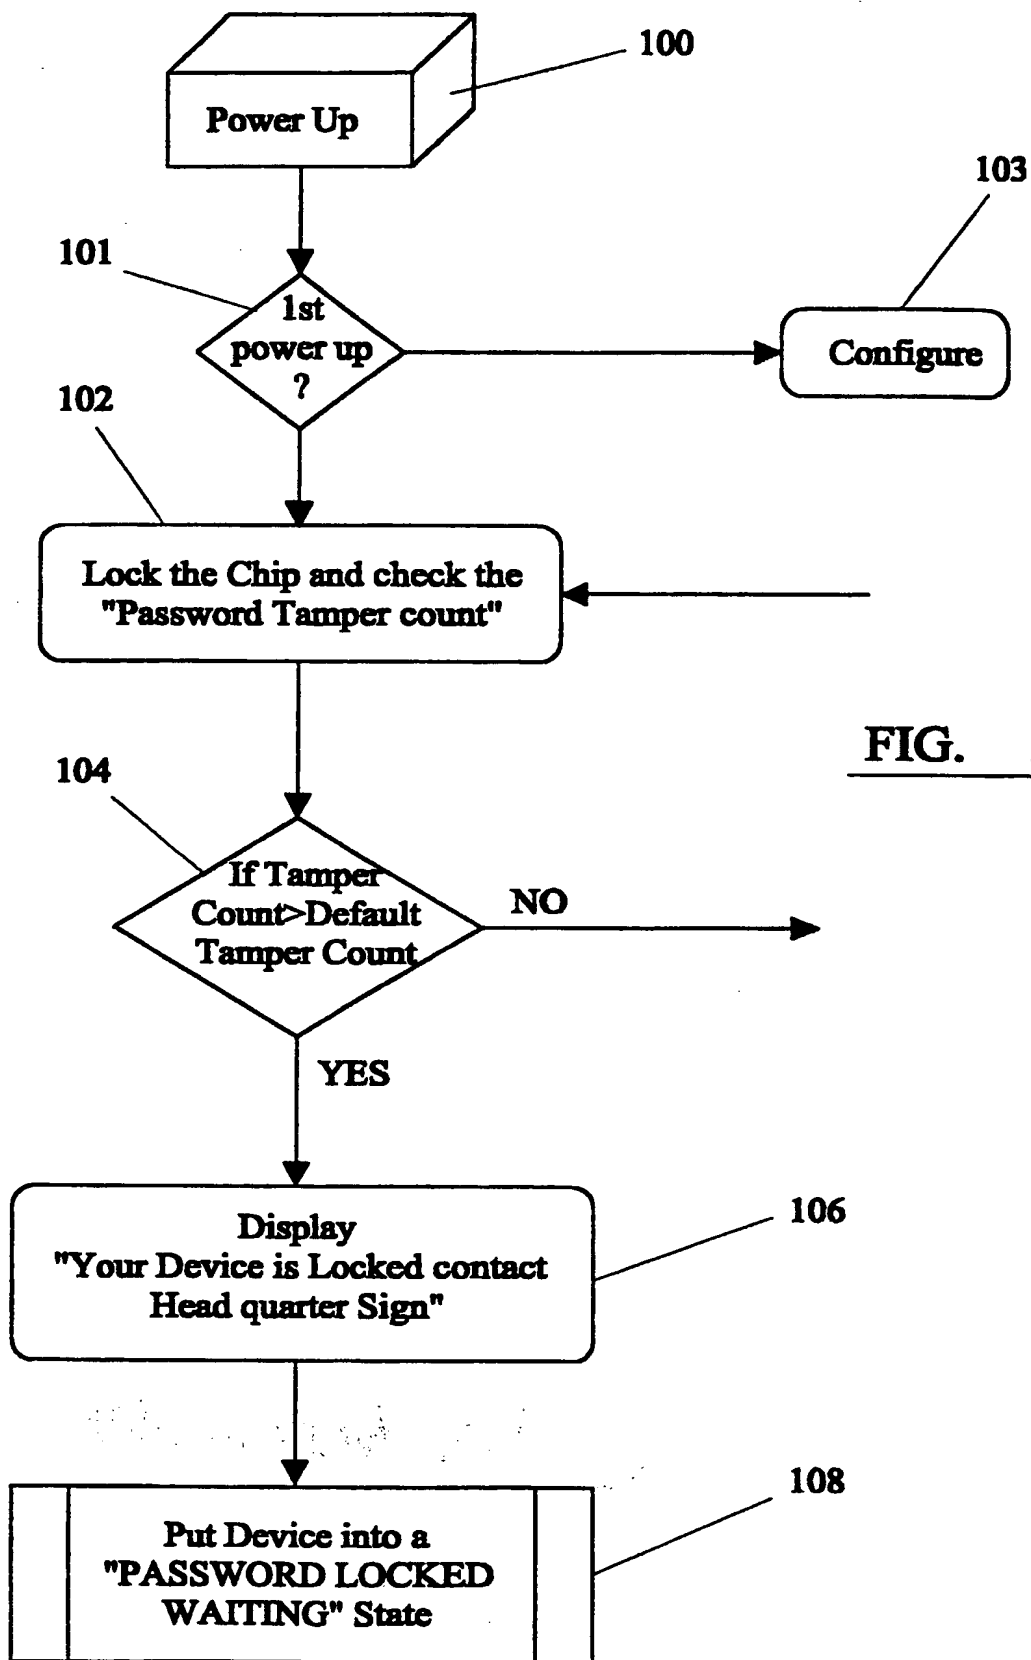 100
Power Up
103
101
1st
power up
?
Configure
102
Lock the Chip and check the
"Password Tamper count"
FIG.
104
If Tamper
Count>Default
Tamper Count
NO
YES
106
Display
"Your Device is Locked contact
Head quarter Sign"
108
Put Device into a
"PASSWORD LOCKED
WAITING" State